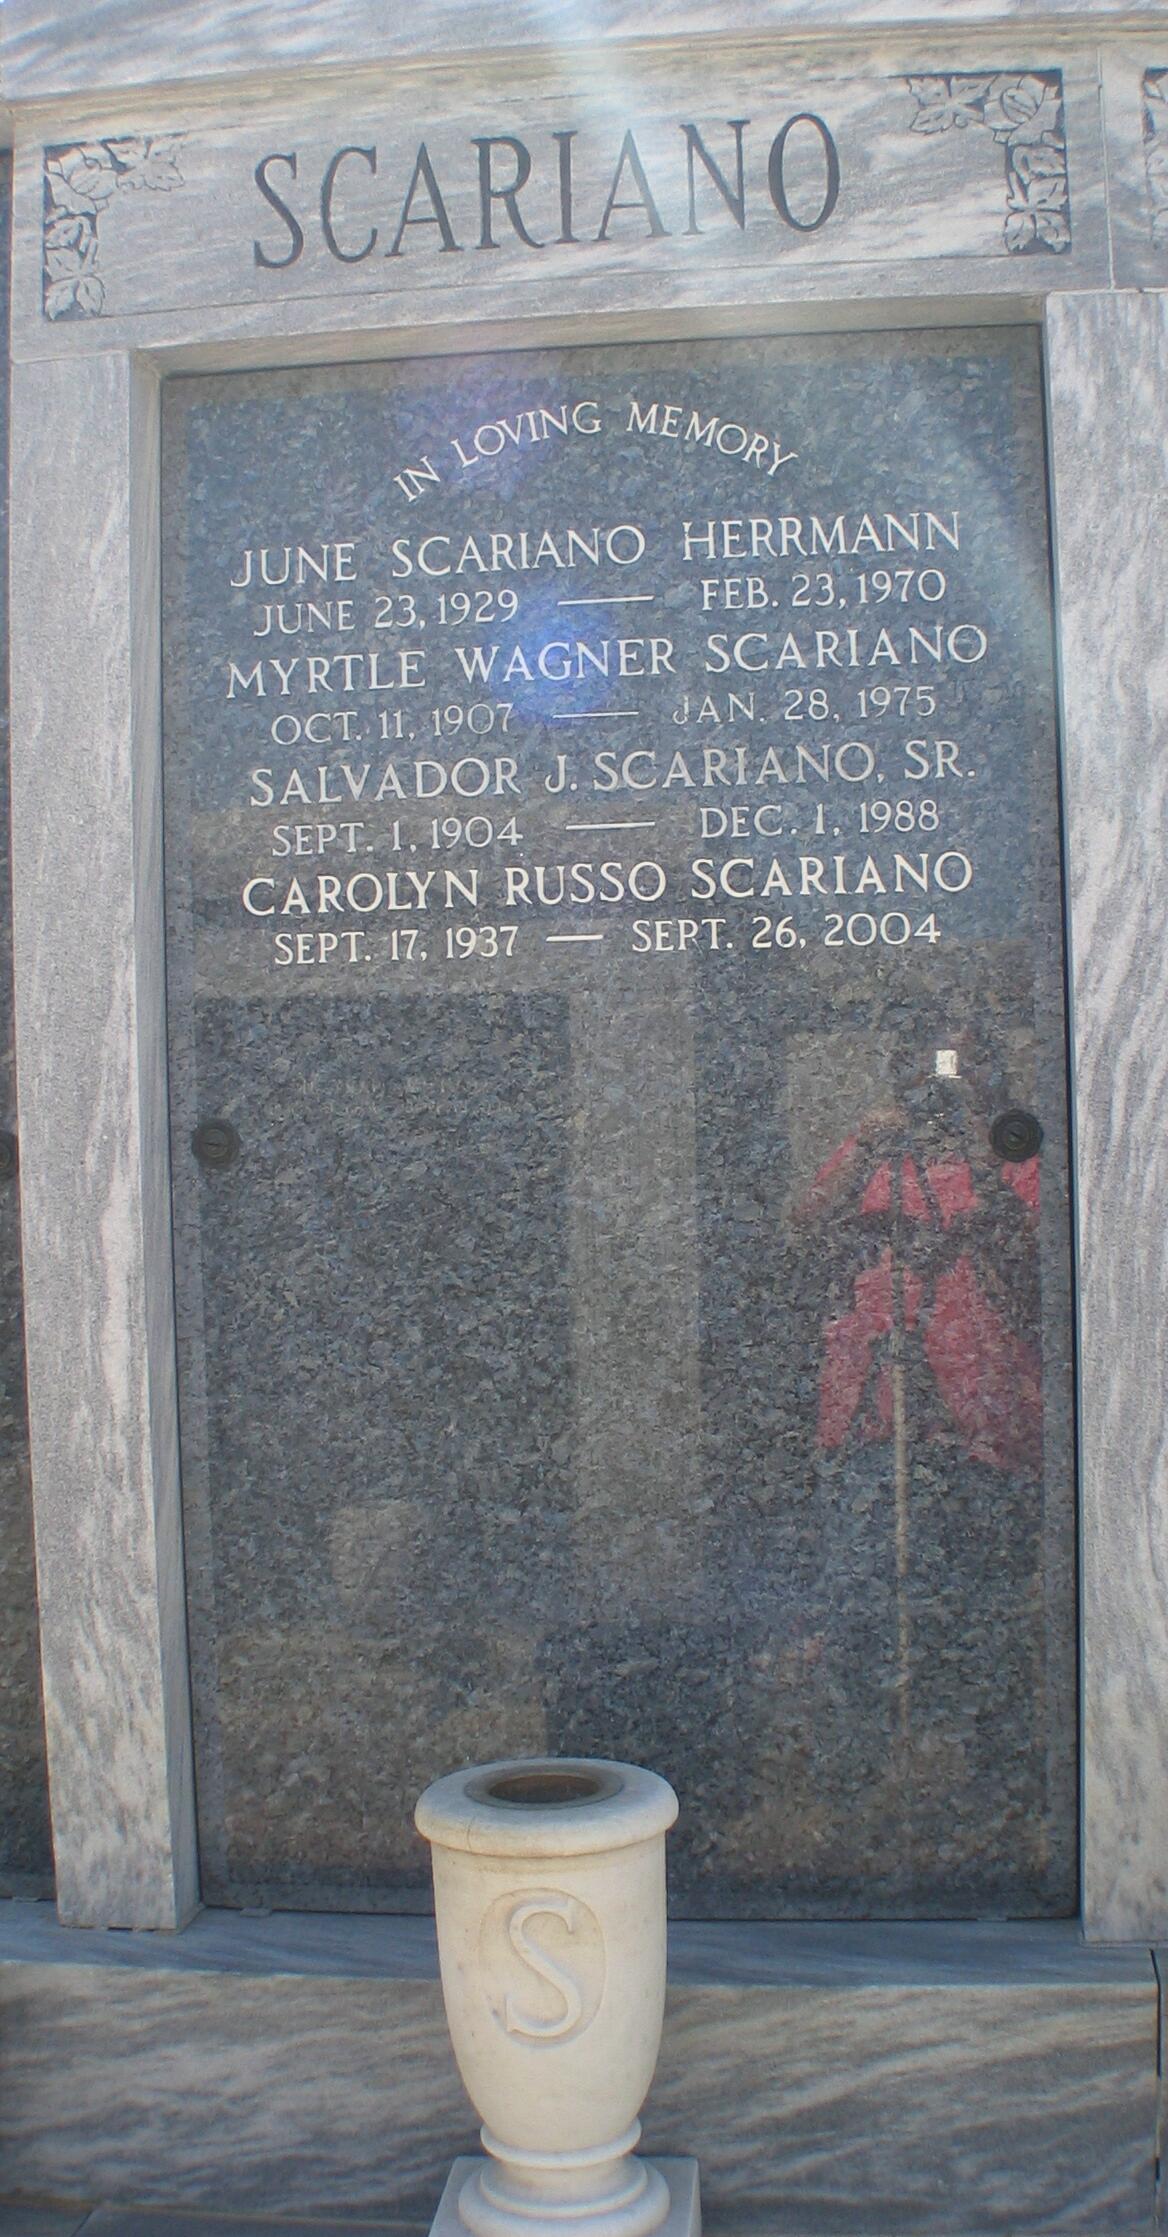 SCARIANO
IN LOVING MEMORY
JUNE SCARIANO HERRMANN
JUNE 23, 1929 — FEB. 23, 1970
MYRTLE WAGNER SCARIANO
OCT. 11, 1907 — JAN. 28, 1975
SALVADOR J. SCARIANO, SR.
SEPT. 1, 1904 — DEC. 1, 1988
CAROLYN RUSSO SCARIANO
SEPT. 17, 1937 — SEPT. 26, 2004
S